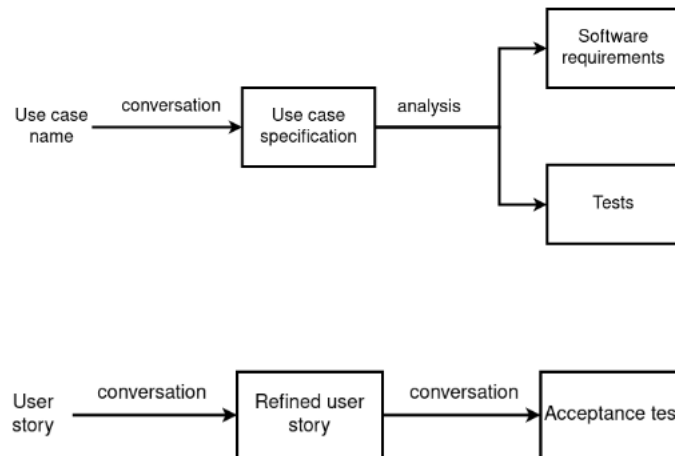 Software
requirements
conversation
analysis
Use case
name
Use case
specification
Tests
conversation
conversation
User
story
Refined user
story
Acceptance tes